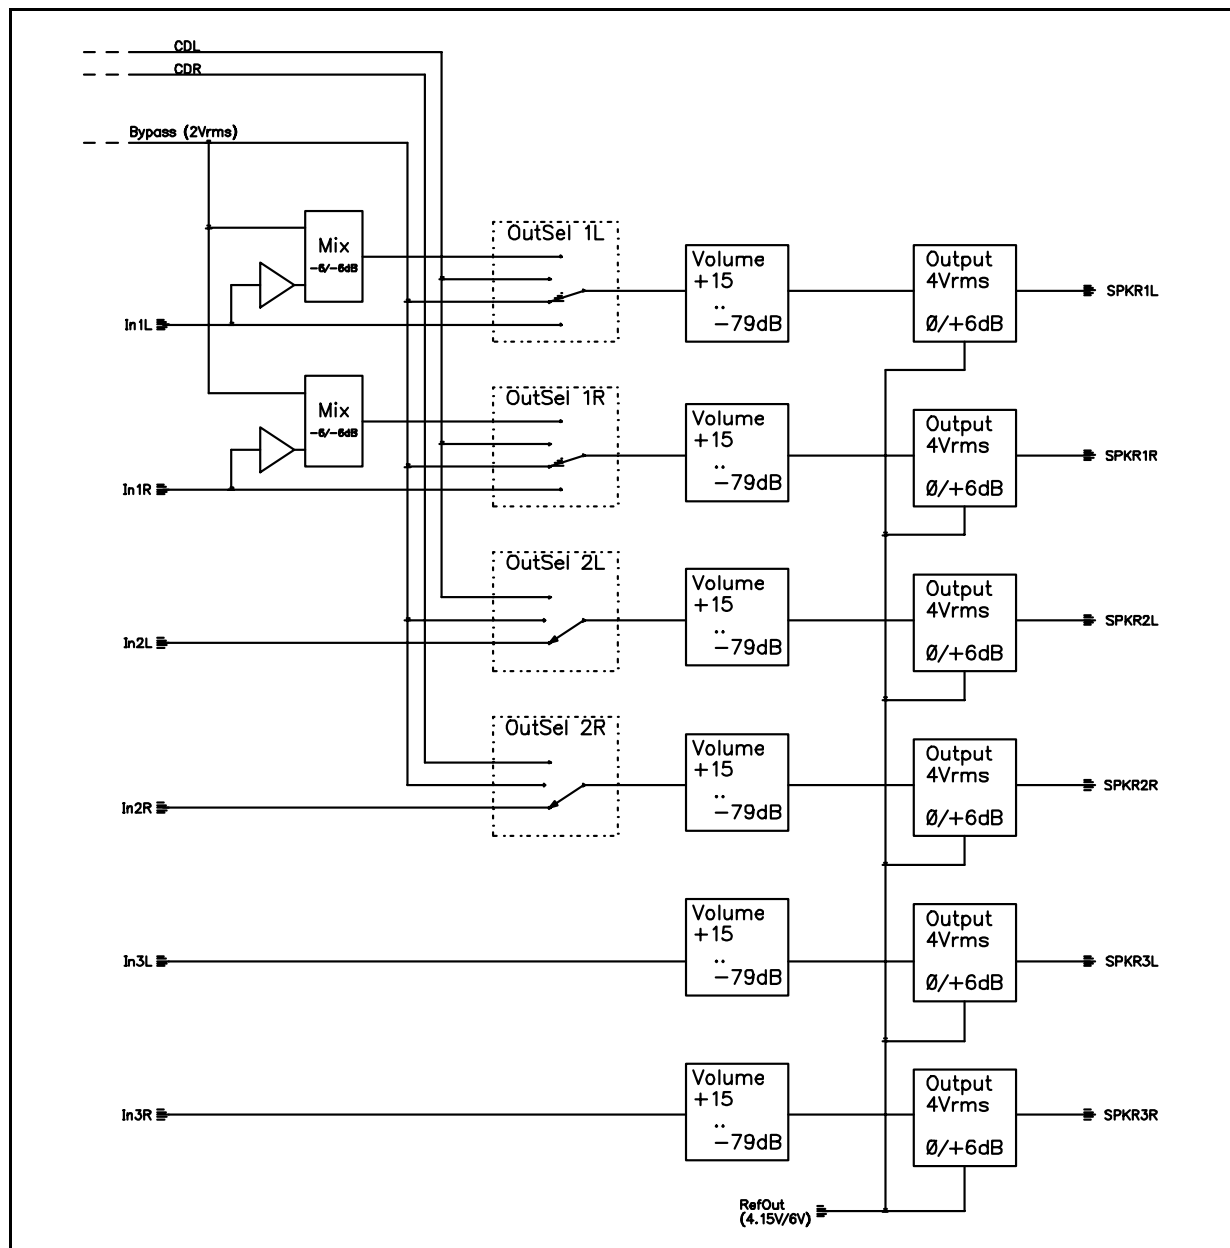 CDL
CDR
Bypass (2Vrms)
Mix
-6/-6dB
In1L
OutSel 1L
Volume
+15
..
-79dB
Output
4Vrms
Ø/+6dB
SPKR1L
Mix
-6/-6dB
In1R
OutSel 1R
Volume
+15
..
-79dB
Output
4Vrms
Ø/+6dB
SPKR1R
In2L
OutSel 2L
Volume
+15
..
-79dB
Output
4Vrms
Ø/+6dB
SPKR2L
In2R
OutSel 2R
Volume
+15
..
-79dB
Output
4Vrms
Ø/+6dB
SPKR2R
In3L
Volume
+15
..
-79dB
Output
4Vrms
Ø/+6dB
SPKR3L
In3R
Volume
+15
..
-79dB
Output
4Vrms
Ø/+6dB
SPKR3R
RefOut
(4.15V/6V)